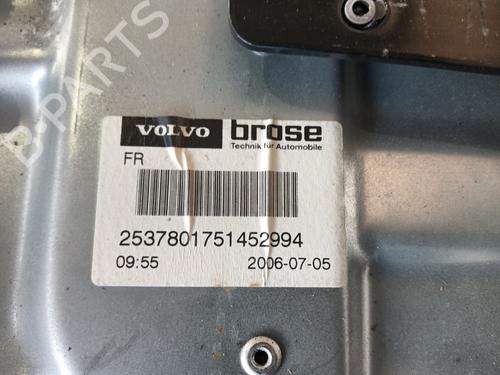 B-PARTS
VOLVO brose
Technik für Automobile
FR
2537801751452994
09:55 2006-07-05